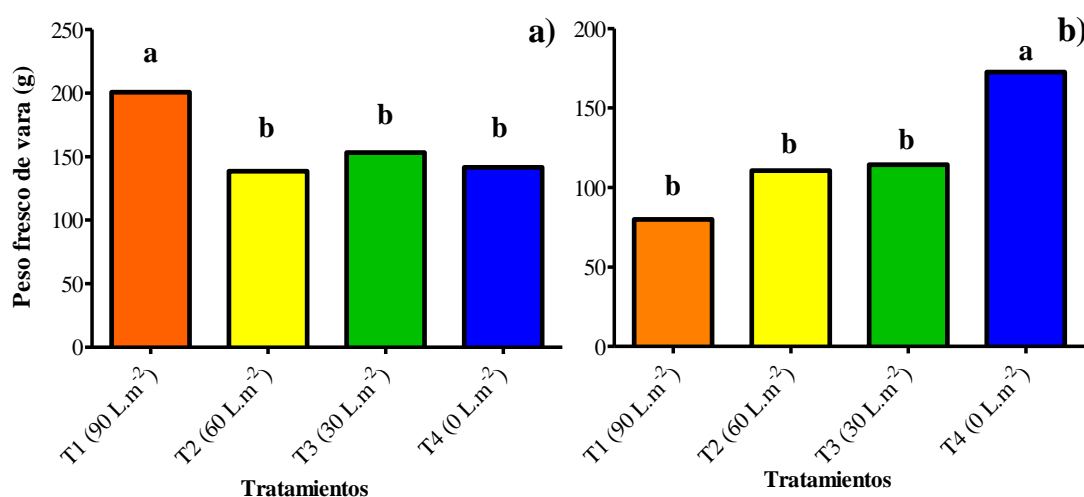 a)
Peso fresco de vara (g)
250
200
150
100
50
0
a
b
b
b
T1 (90 L.m⁻²)
T2 (60 L.m⁻²)
T3 (30 L.m⁻²)
T4 (0 L.m⁻²)
Tratamientos
b)
200
150
100
50
0
b
b
b
a
T1 (90 L.m⁻²)
T2 (60 L.m⁻²)
T3 (30 L.m⁻²)
T4 (0 L.m⁻²)
Tratamientos